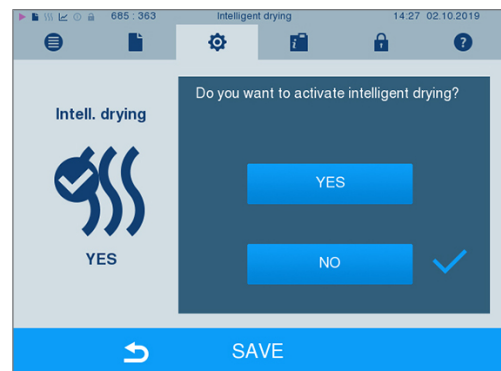 685 : 363 Intelligent drying 14:27 02.10.2019
Do you want to activate intelligent drying?
Intell. drying
YES
YES
NO
SAVE